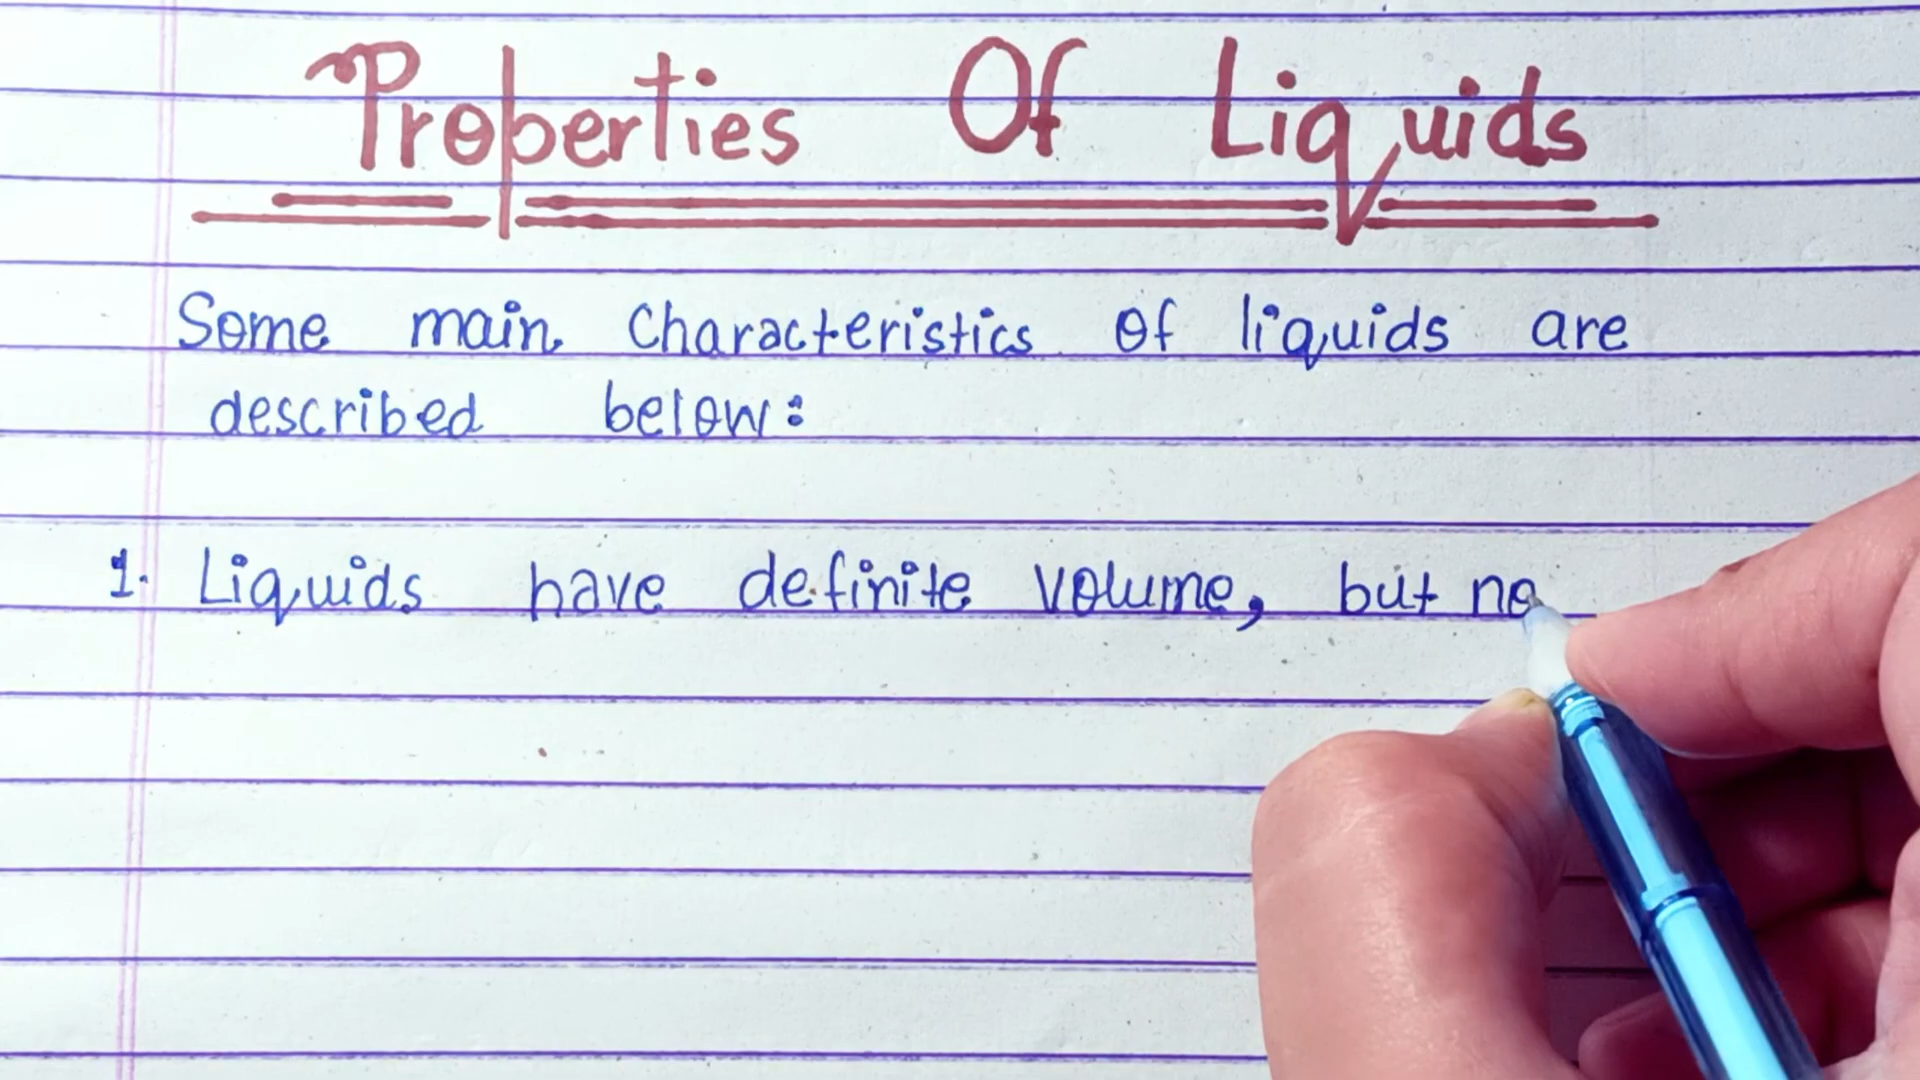 Properties Of Liquids
Some main characteristics of liquids are
described below:
1. Liquids have definite volume, but no